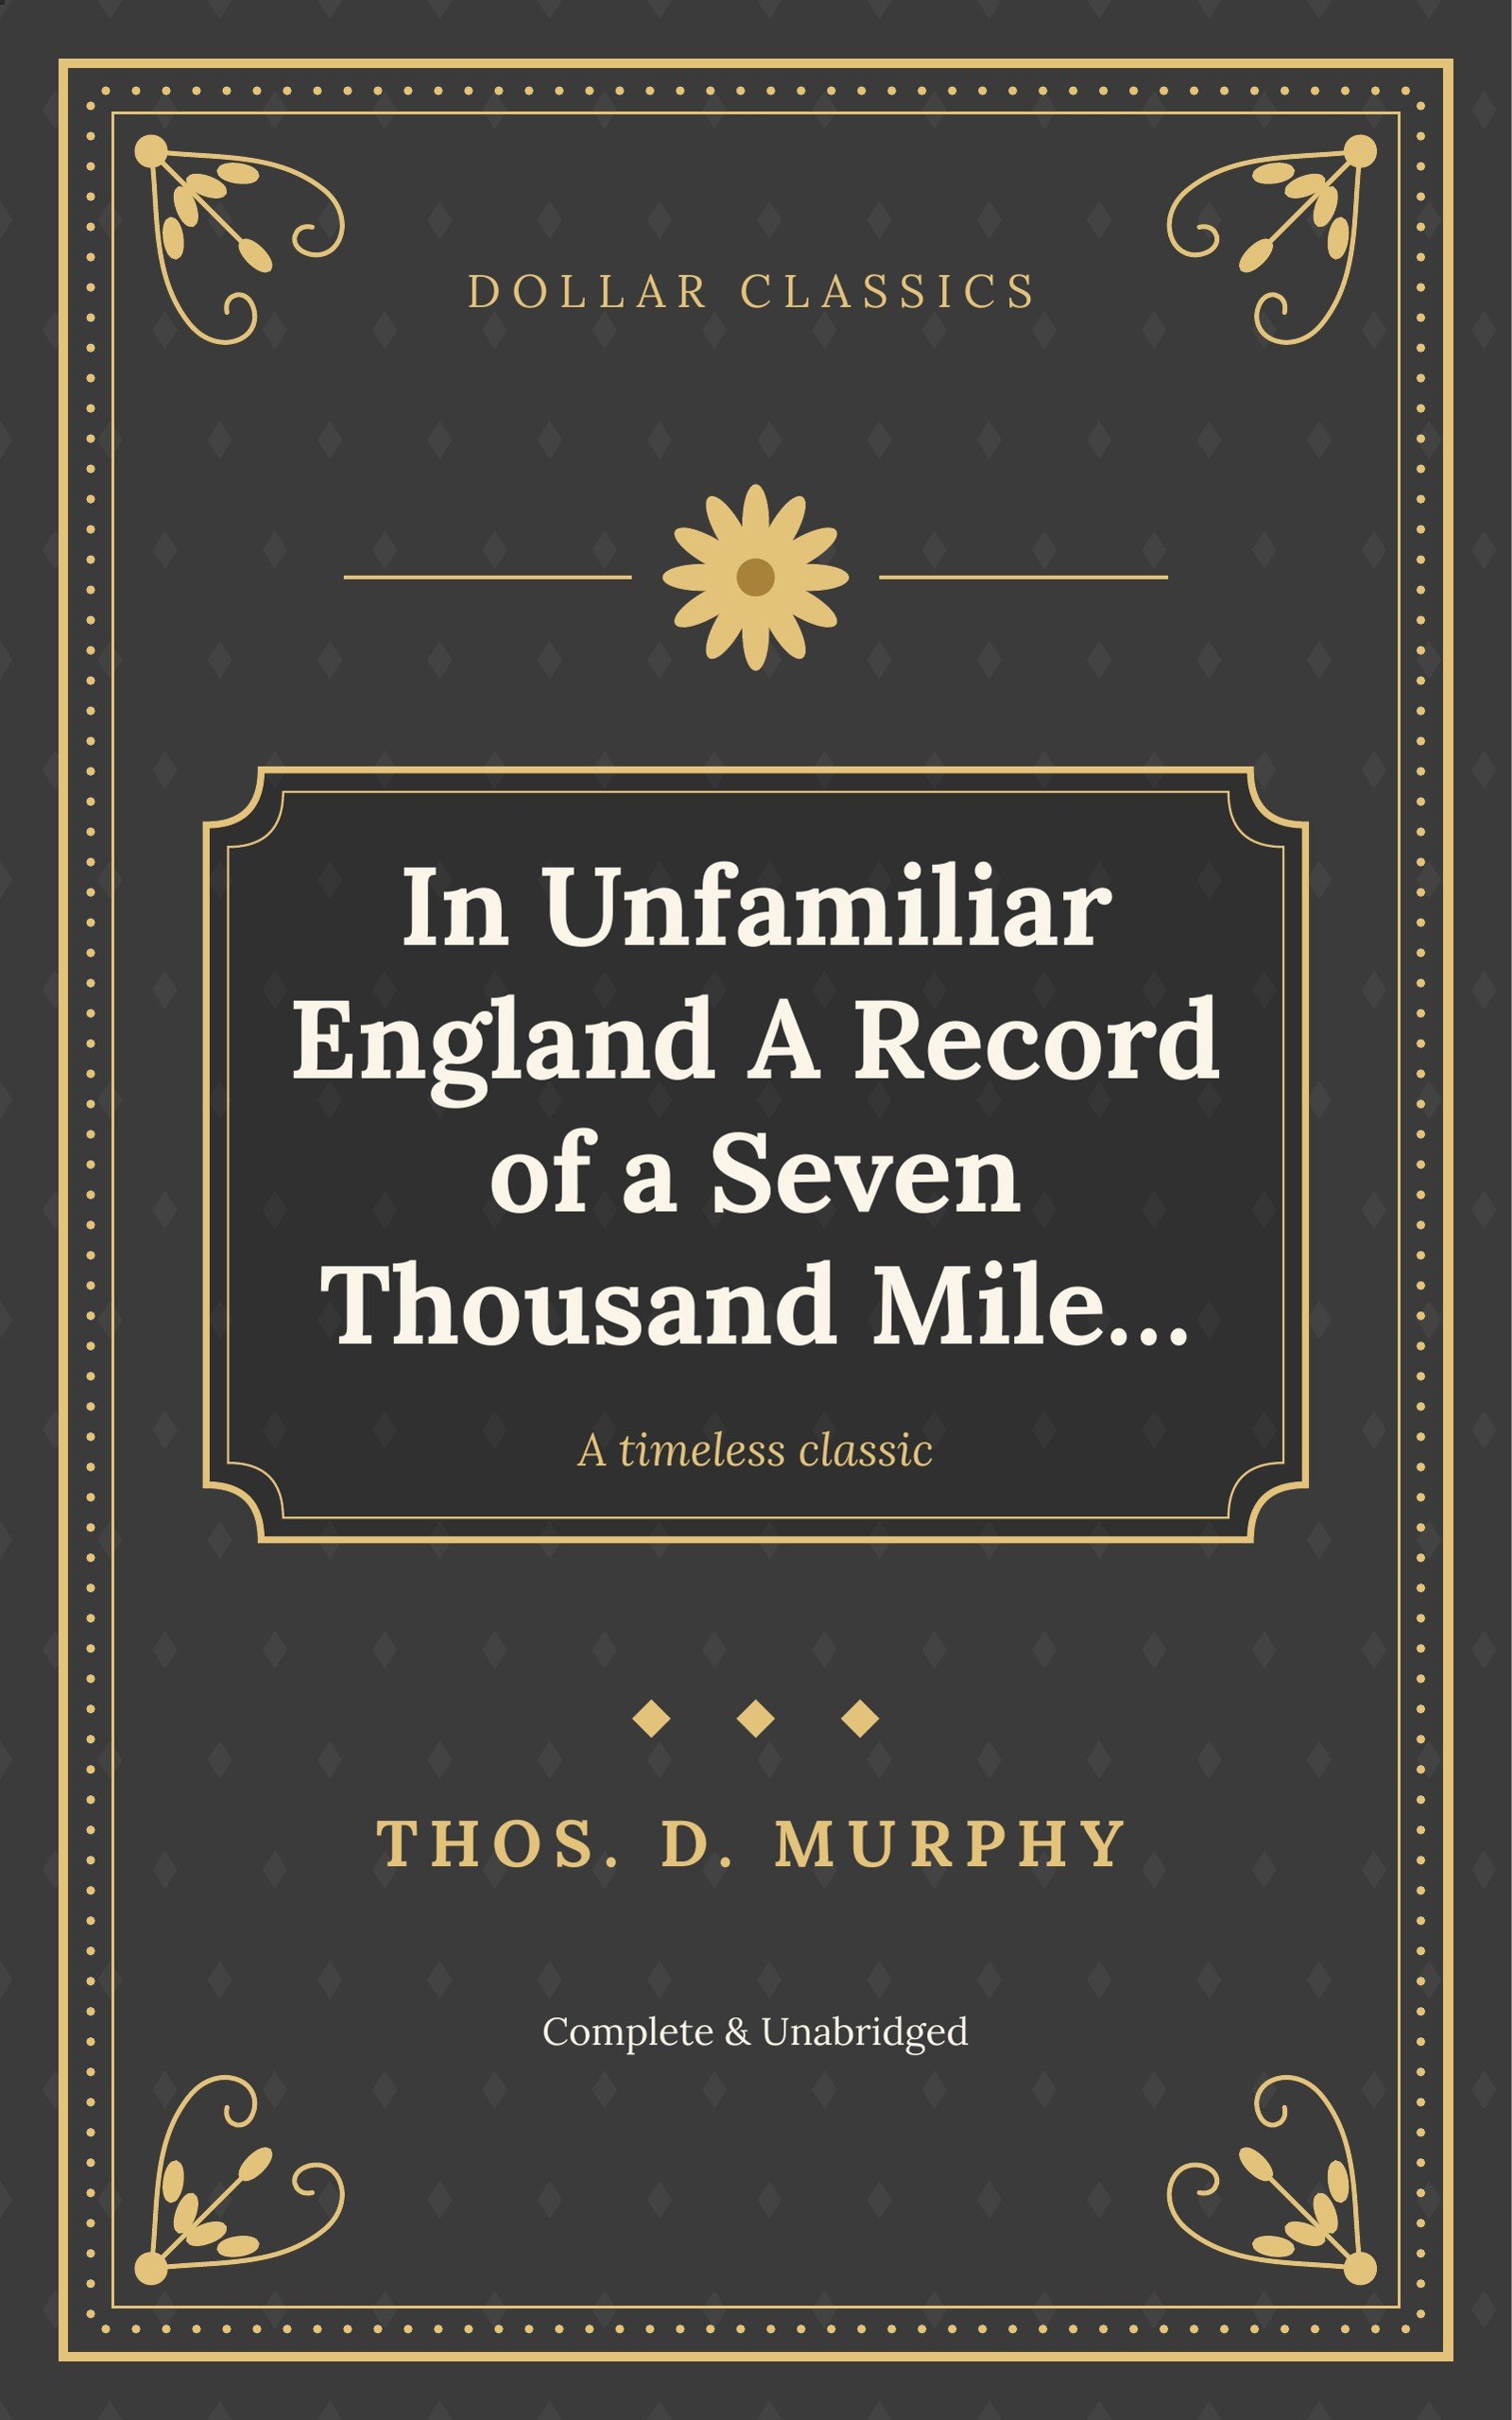 DOLLAR CLASSICS
In Unfamiliar
England A Record
of a Seven
Thousand Mile...
A timeless classic
THOS. D. MURPHY
Complete & Unabridged